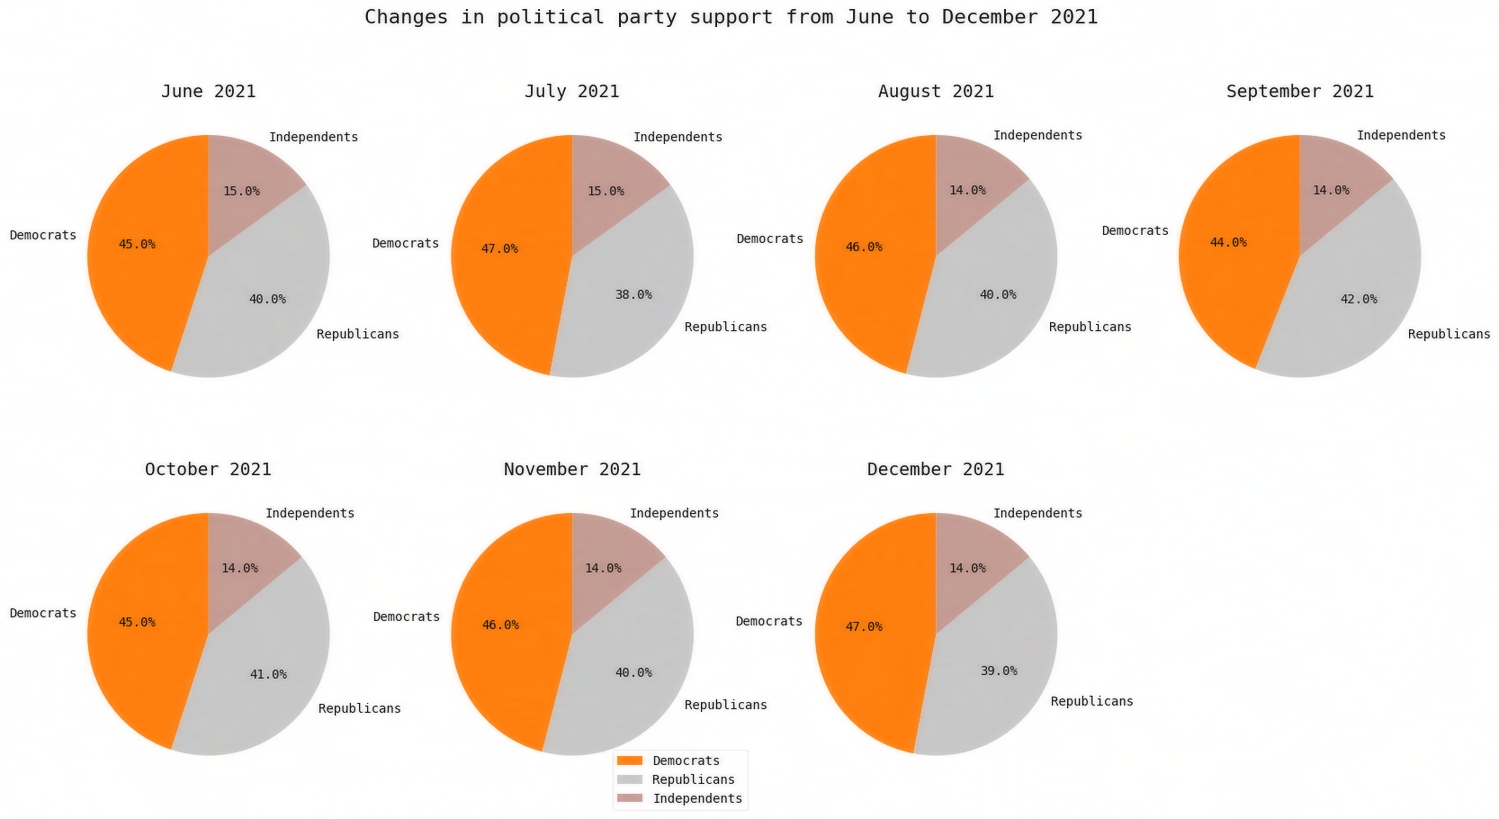 Changes in political party support from June to December 2021
June 2021
Independents
15.0%
Democrats
45.0%
40.0%
Republicans
July 2021
Independents
15.0%
Democrats
47.0%
38.0%
Republicans
August 2021
Independents
14.0%
Democrats
46.0%
40.0%
Republicans
September 2021
Independents
14.0%
Democrats
44.0%
42.0%
Republicans
October 2021
Independents
14.0%
Democrats
45.0%
41.0%
Republicans
November 2021
Independents
14.0%
Democrats
46.0%
40.0%
Republicans
December 2021
Independents
14.0%
Democrats
47.0%
39.0%
Republicans
Democrats
Republicans
Independents